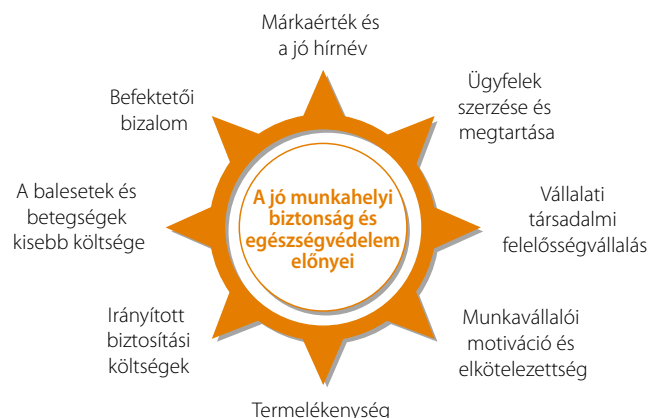 Márkaérték és
a jó hírnév
Ügyfelek
szerzése és
megtartása
Vállalati
társadalmi
felelősségvállalás
Munkavállalói
motiváció és
elkötelezettség
Termelékenység
Irányított
biztosítási
költségek
A balesetek és
betegségek
kisebb költsége
Befektetői
bizalom
A jó munkahelyi
biztonság és
egészségvédelem
előnyei